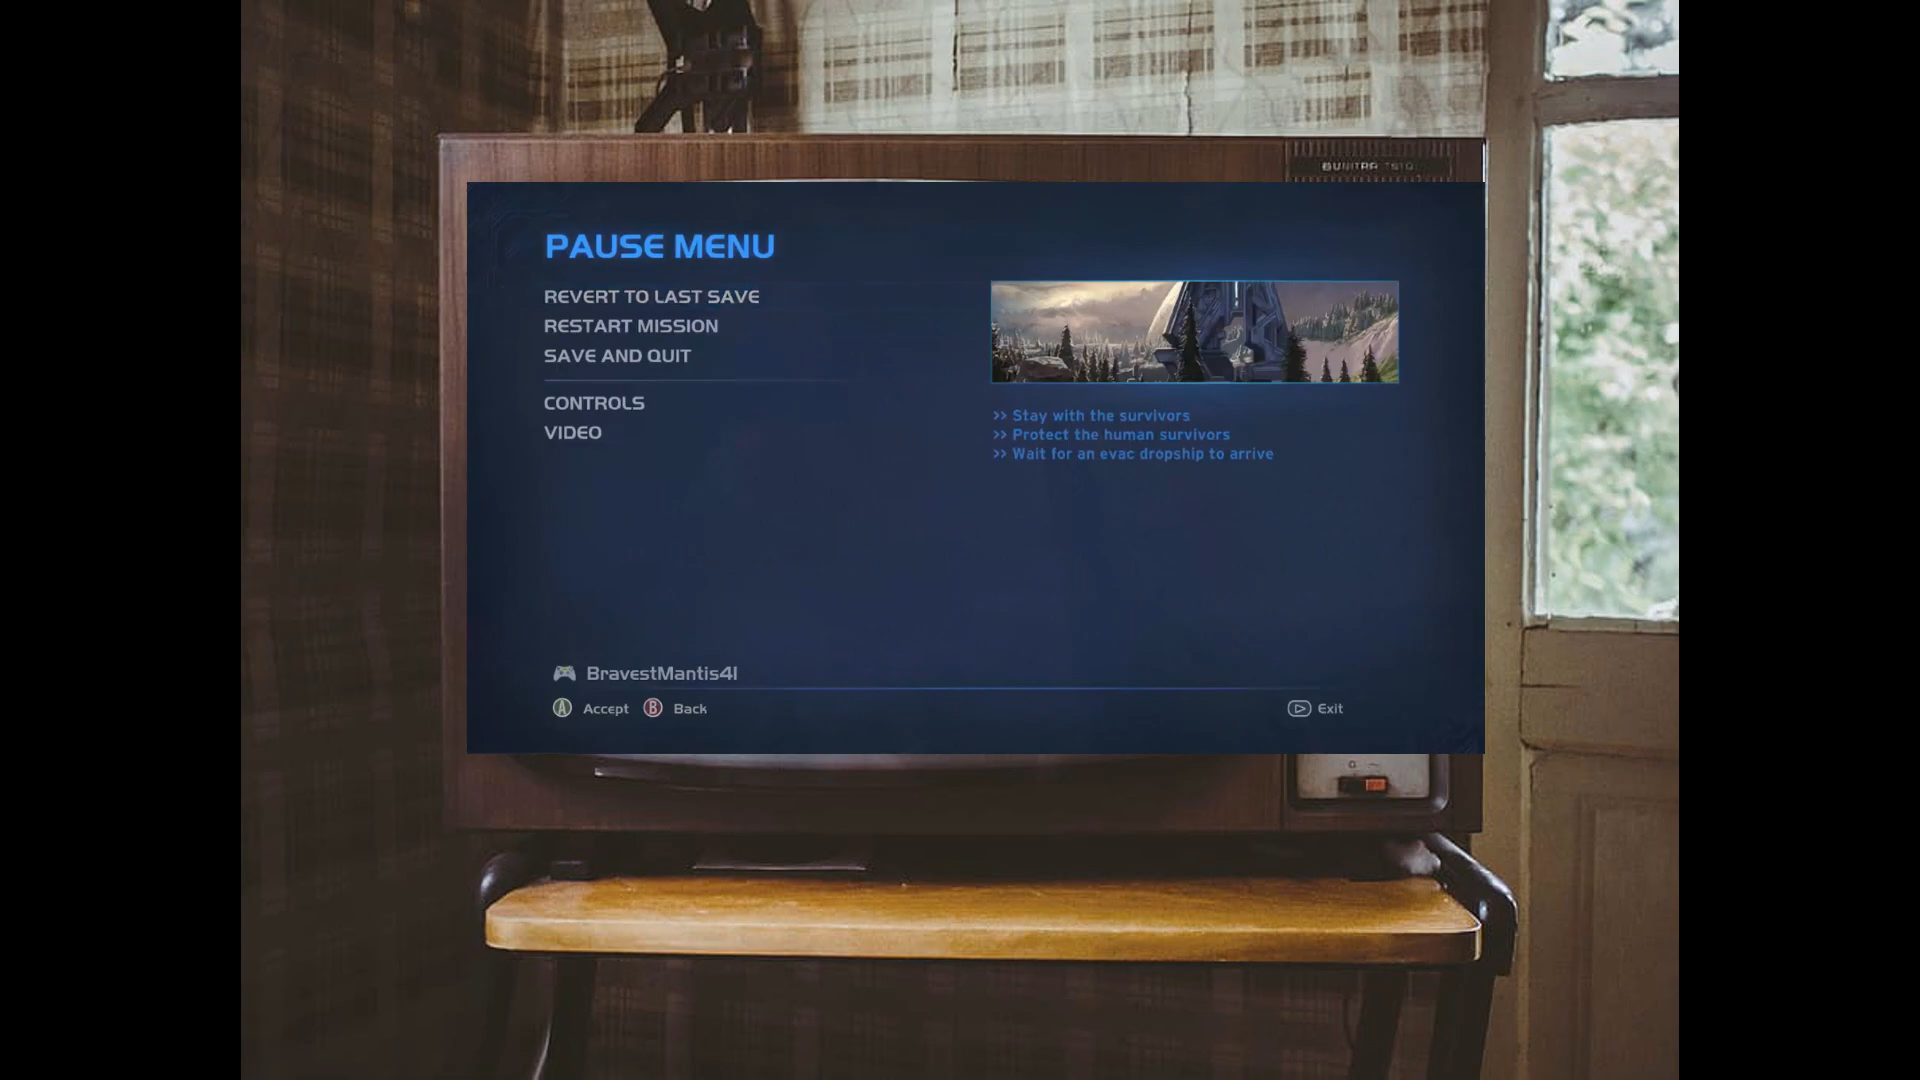 PAUSE MENU
REVERT TO LAST SAVE
RESTART MISSION
SAVE AND QUIT
CONTROLS
VIDEO
>> Stay with the survivors
>> Protect the human survivors
>> Wait for an evac dropship to arrive
BravestMantis41
A Accept B Back
Exit